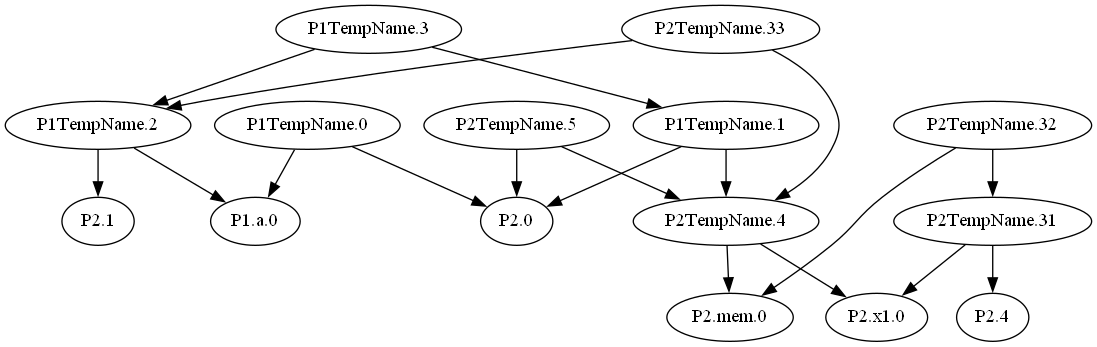 P1TempName.3
P2TempName.33
P1TempName.2
P1TempName.0
P2TempName.5
P1TempName.1
P2TempName.32
P2.1
P1.a.0
P2.0
P2TempName.4
P2TempName.31
P2.mem.0
P2.x1.0
P2.4